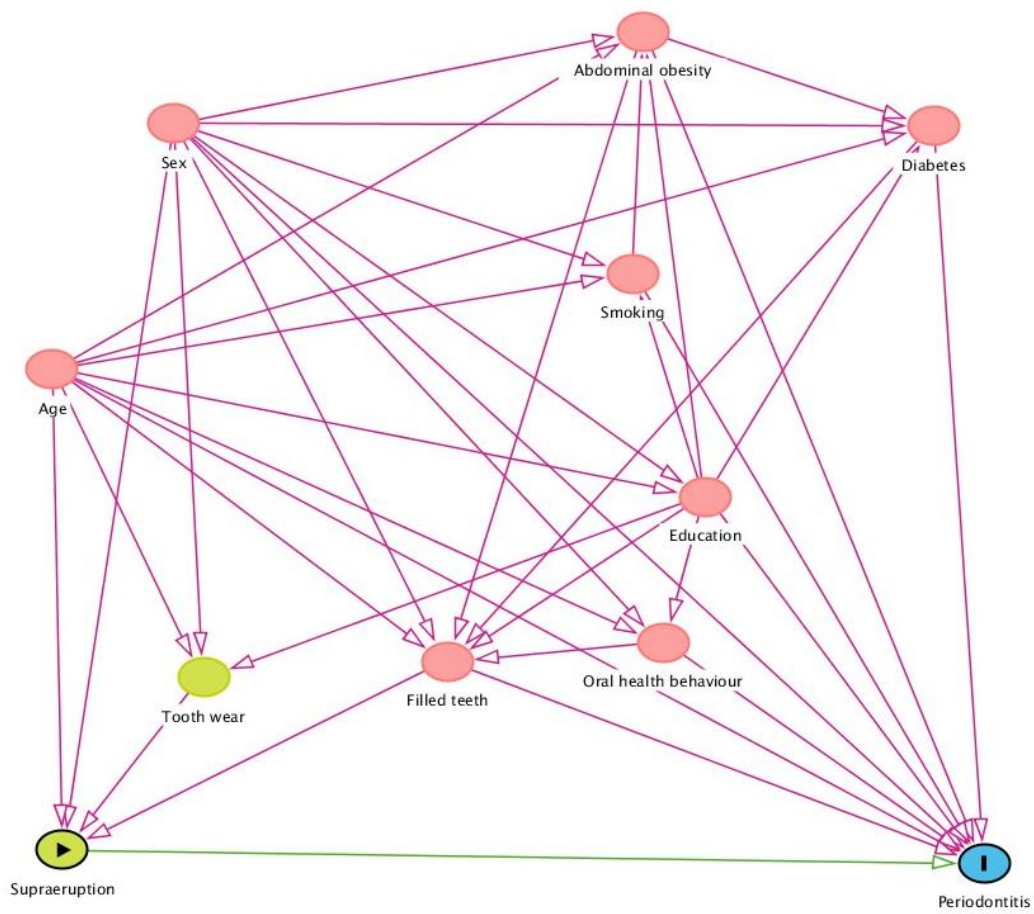 Abdominal obesity
Sex
Diabetes
Smoking
Age
Education
Oral health behaviour
Filled teeth
Tooth wear
Supraeruption
Periodontitis